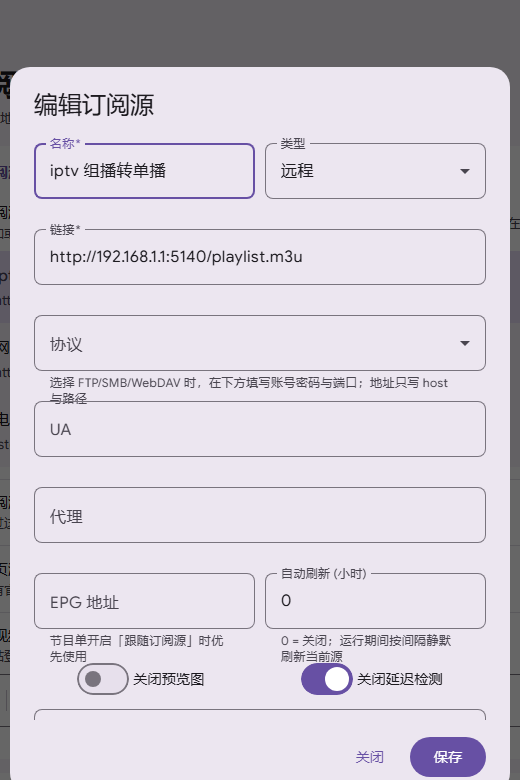 编辑订阅源
名称*
类型
iptv 组播转单播
远程
链接*
http://192.168.1.1:5140/playlist.m3u
协议
选择 FTP/SMB/WebDAV 时，在下方填写账号密码与端口；地址只写 host
与路径
UA
代理
自动刷新 (小时)
EPG 地址
0
节目单开启「跟随订阅源」时优
先使用
0 = 关闭；运行期间按间隔静默
刷新当前源
关闭预览图
关闭延迟检测
关闭
保存